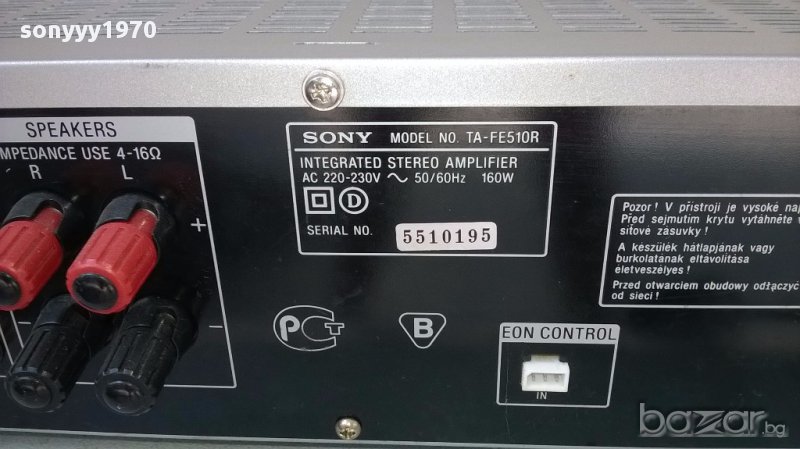 sonyyy1970
SPEAKERS
IMPEDANCE USE 4-16Ω
R L
+
−
SONY MODEL NO. TA-FE510R
INTEGRATED STEREO AMPLIFIER
AC 220-230V ~ 50/60Hz 160W
D
SERIAL NO. 5510195
Pozor! V přístroji je vysoké
Před sejmutím krytu vytáhněte
síťové zásuvky!
A készülék hátlapjának vagy
burkolatának eltávolítása
életveszélyes!
Przed otwarciem obudowy odłączyć
od sieci!
РСТ
B
EON CONTROL
IN
bazar.bg